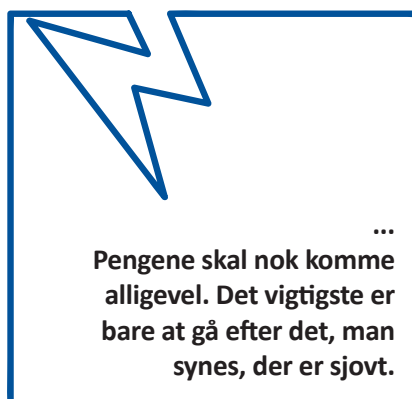 ...
Pengene skal nok komme
alligevel. Det vigtigste er
bare at gå efter det, man
synes, der er sjovt.